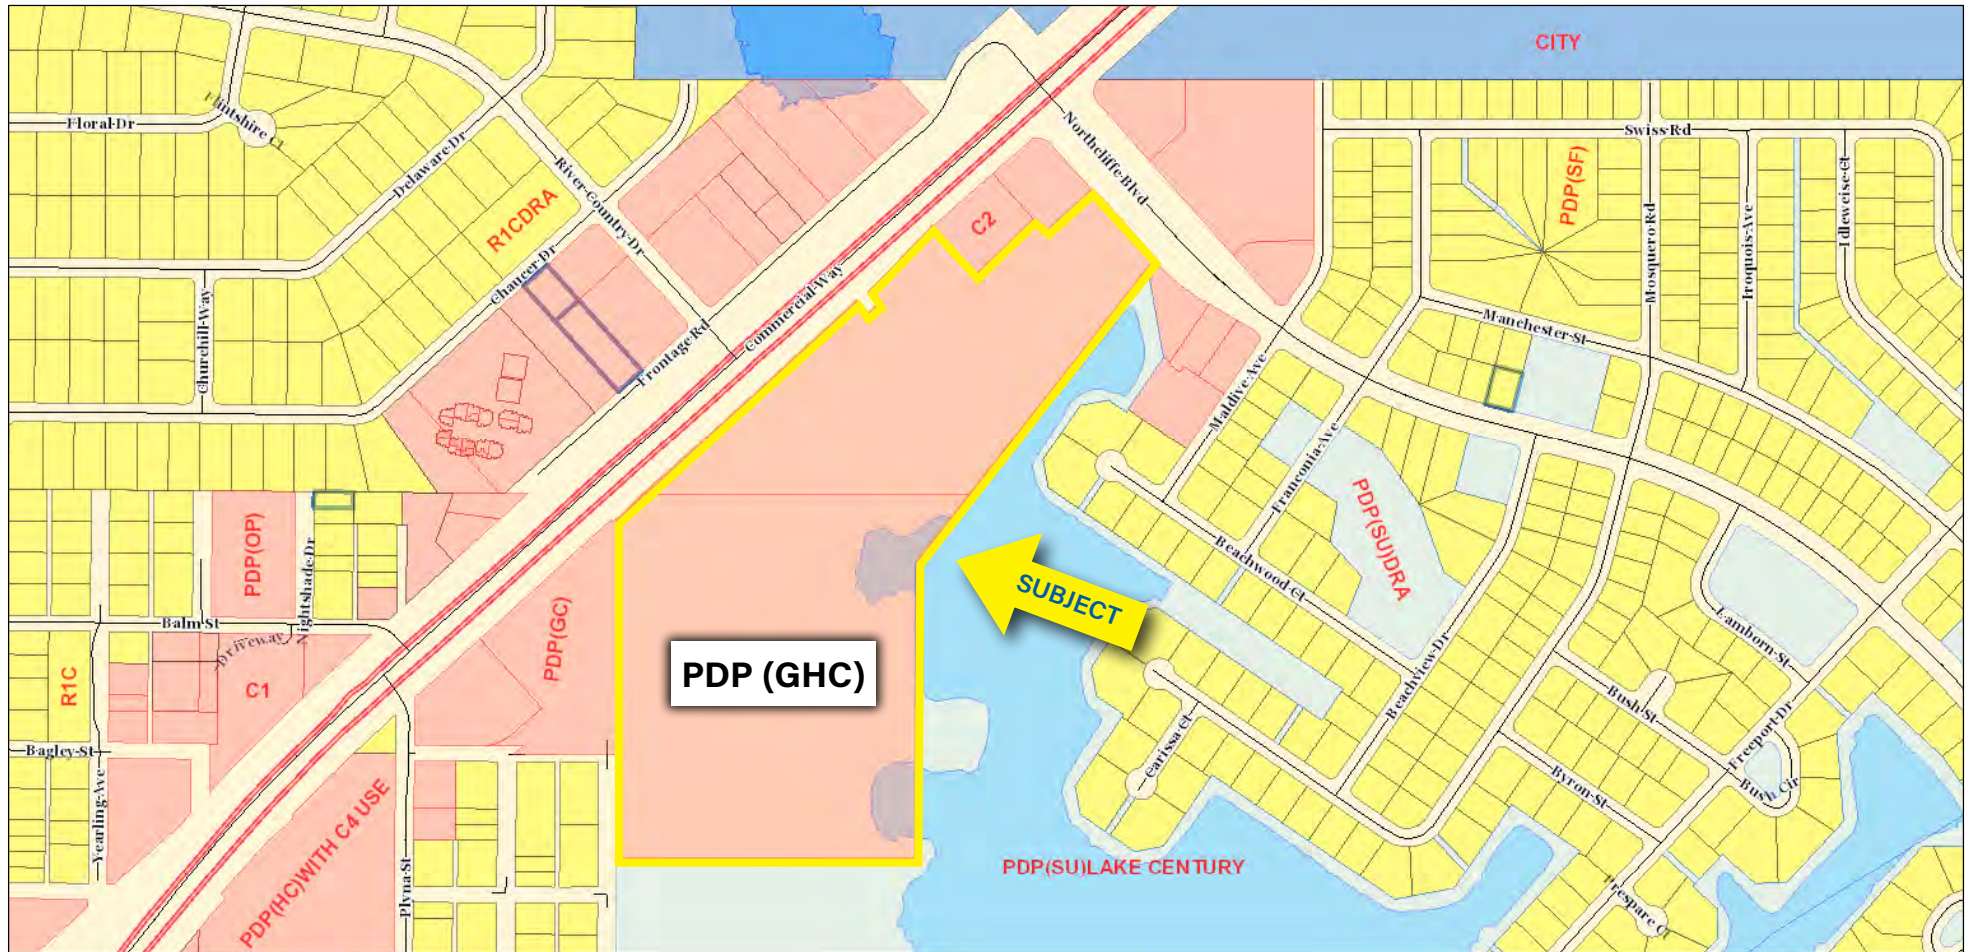 CITY
Floral Dr
Flintshire Ct
Delaware Dr
River Country Dr
R1CDRA
Chaucer Dr
Churchill Way
Frontage Rd
Commercial Way
Northcliffe Blvd
C2
Swiss Rd
PDP(SF)
Mosquero Rd
Iroquois Ave
Idleweise Ct
Manchester St
Maldive Ave
Franconia Ave
PDP(SU)DRA
Beachwood Ct
Beachview Dr
Lamborn St
Bush St
Freeport Dr
Bush Cir
Byron St
Carissa Ct
Prespare Ct
SUBJECT
PDP (GHC)
PDP(GC)
PDP(OP)
Nightshade Dr
Balm St
Driveway
C1
R1C
Bagley St
Yearling Ave
PDP(HC)WITH C4 USE
Plyna St
PDP(SU)LAKE CENTURY